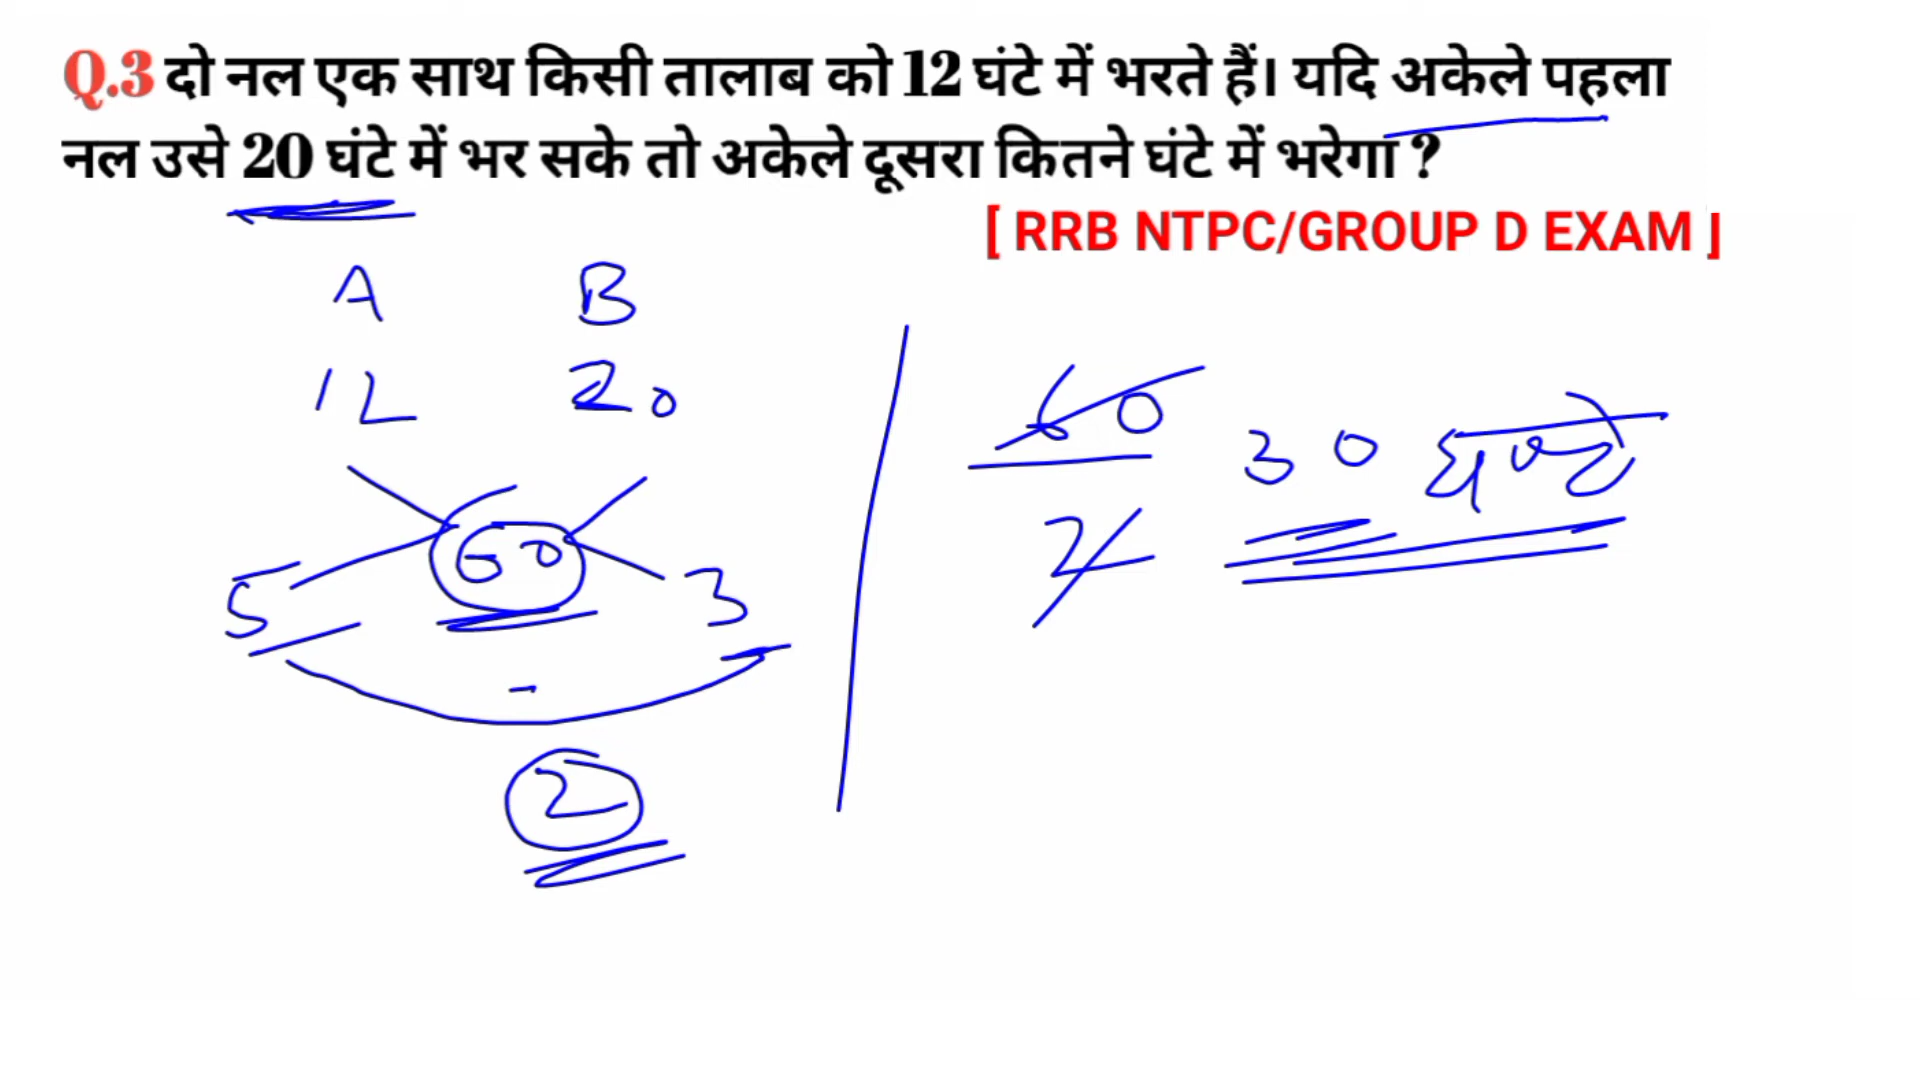 Q.3 दो नल एक साथ किसी तालाब को 12 घंटे में भरते हैं। यदि अकेले पहला
नल उसे 20 घंटे में भर सके तो अकेले दूसरा कितने घंटे में भरेगा ?
[ RRB NTPC/GROUP D EXAM ]
A B
12 20
60
5 3
-
2
60
2
30 घण्टे